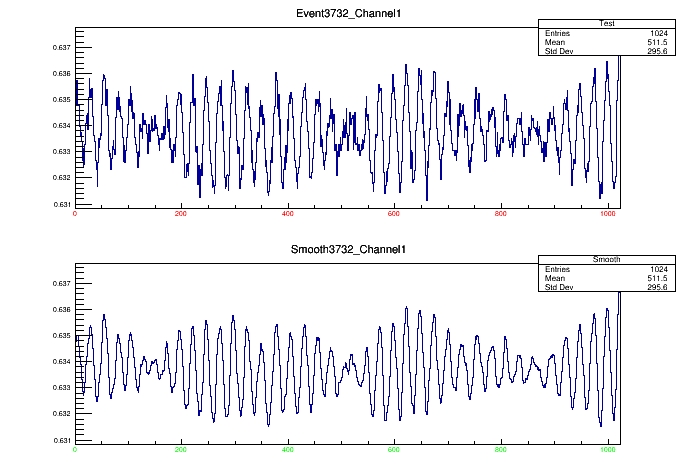 Event3732_Channel1
Test
Entries 1024
Mean 511.5
Std Dev 295.6
0.637
0.636
0.635
0.634
0.633
0.632
0.631
0 200 400 600 800 1000
Smooth3732_Channel1
Smooth
Entries 1024
Mean 511.5
Std Dev 295.6
0.637
0.636
0.635
0.634
0.633
0.632
0.631
0 200 400 600 800 1000